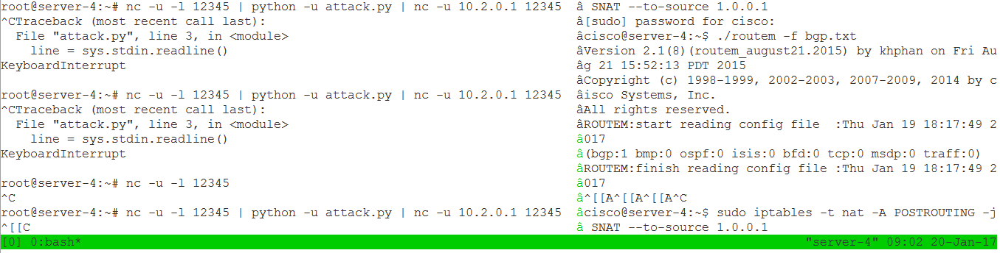 root@server-4:~# nc -u -l 12345 | python -u attack.py | nc -u 10.2.0.1 12345
^CTraceback (most recent call last):
  File "attack.py", line 3, in <module>
    line = sys.stdin.readline()
KeyboardInterrupt
root@server-4:~# nc -u -l 12345 | python -u attack.py | nc -u 10.2.0.1 12345
^CTraceback (most recent call last):
  File "attack.py", line 3, in <module>
    line = sys.stdin.readline()
KeyboardInterrupt
root@server-4:~# nc -u -l 12345
^C
root@server-4:~# nc -u -l 12345 | python -u attack.py | nc -u 10.2.0.1 12345
^[[C
â SNAT --to-source 1.0.0.1
â[sudo] password for cisco:
âcisco@server-4:~$ ./routem -f bgp.txt
âVersion 2.1(8)(routem_august21.2015) by khphan on Fri Au
âg 21 15:52:13 PDT 2015
âCopyright (c) 1998-1999, 2002-2003, 2007-2009, 2014 by c
âisco Systems, Inc.
âAll rights reserved.
âROUTEM:start reading config file  :Thu Jan 19 18:17:49 2
â017
â(bgp:1 bmp:0 ospf:0 isis:0 bfd:0 tcp:0 msdp:0 traff:0)
âROUTEM:finish reading config file :Thu Jan 19 18:17:49 2
â017
â^[[A^[[A^[[A^C
âcisco@server-4:~$ sudo iptables -t nat -A POSTROUTING -j
â SNAT --to-source 1.0.0.1
[0] 0:bash* "server-4" 09:02 20-Jan-17